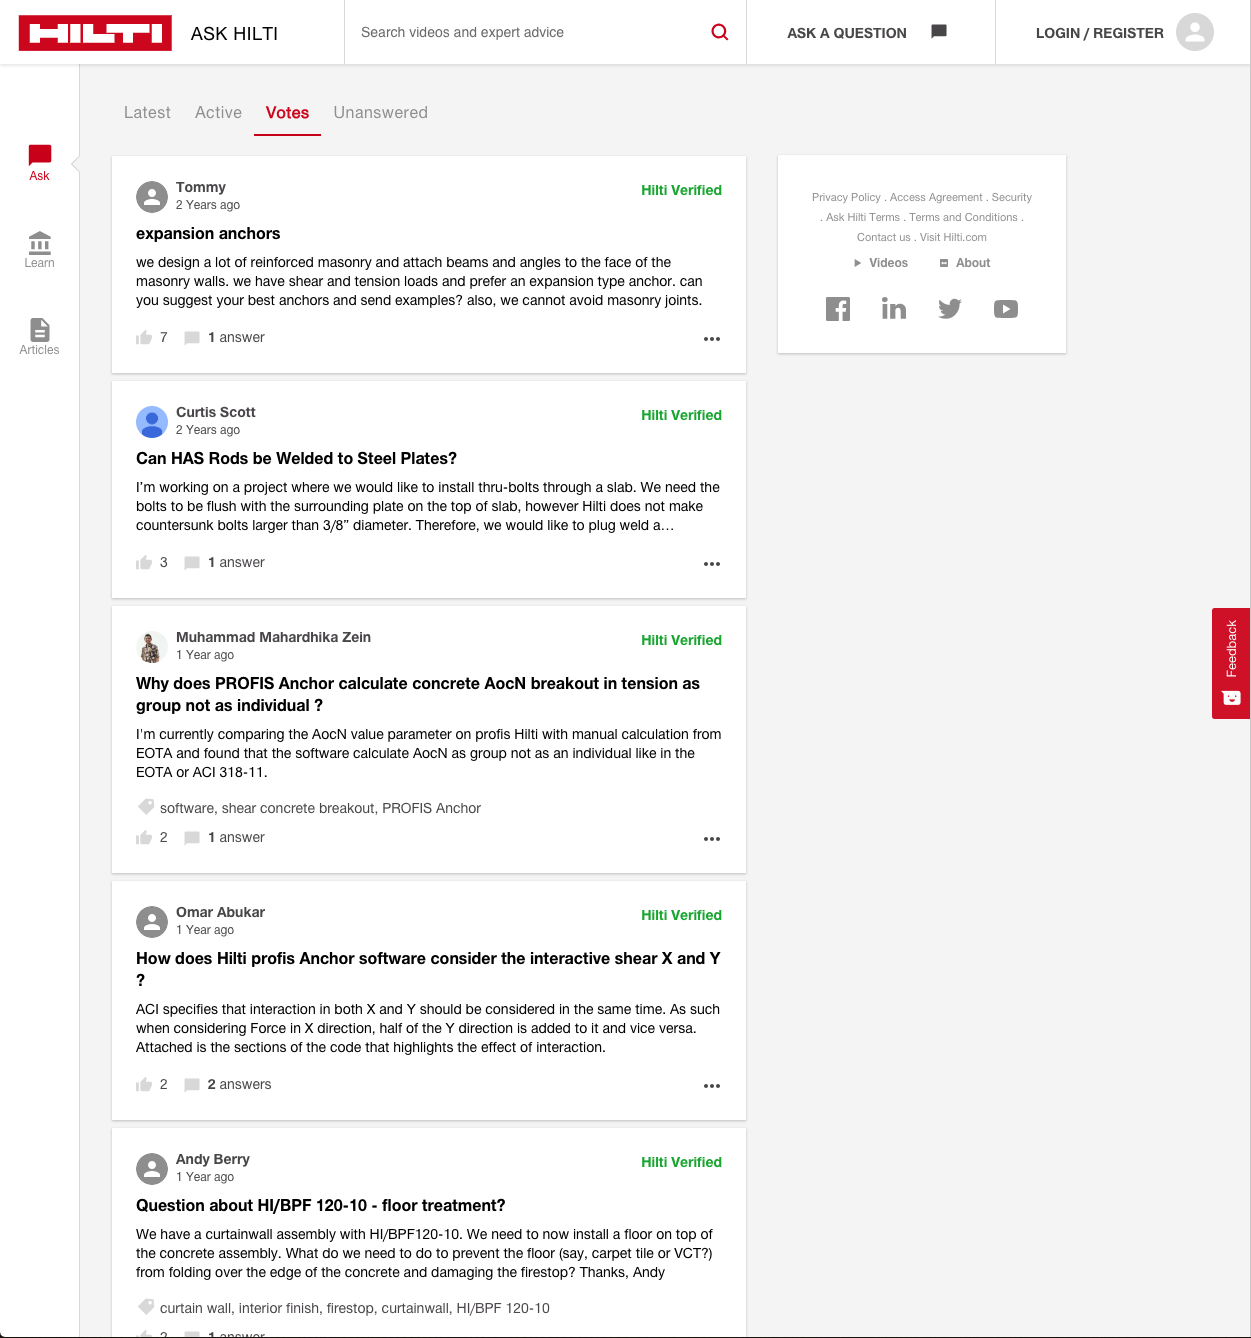 HILTI ASK HILTI
Search videos and expert advice
ASK A QUESTION
LOGIN / REGISTER
Ask
Learn
Articles
Latest Active Votes Unanswered
Tommy
2 Years ago
Hilti Verified
expansion anchors
we design a lot of reinforced masonry and attach beams and angles to the face of the
masonry walls. we have shear and tension loads and prefer an expansion type anchor. can
you suggest your best anchors and send examples? also, we cannot avoid masonry joints.
7 1 answer
Curtis Scott
2 Years ago
Hilti Verified
Can HAS Rods be Welded to Steel Plates?
I’m working on a project where we would like to install thru-bolts through a slab. We need the
bolts to be flush with the surrounding plate on the top of slab, however Hilti does not make
countersunk bolts larger than 3/8” diameter. Therefore, we would like to plug weld a…
3 1 answer
Muhammad Mahardhika Zein
1 Year ago
Hilti Verified
Why does PROFIS Anchor calculate concrete AocN breakout in tension as
group not as individual ?
I'm currently comparing the AocN value parameter on profis Hilti with manual calculation from
EOTA and found that the software calculate AocN as group not as an individual like in the
EOTA or ACI 318-11.
software, shear concrete breakout, PROFIS Anchor
2 1 answer
Omar Abukar
1 Year ago
Hilti Verified
How does Hilti profis Anchor software consider the interactive shear X and Y
?
ACI specifies that interaction in both X and Y should be considered in the same time. As such
when considering Force in X direction, half of the Y direction is added to it and vice versa.
Attached is the sections of the code that highlights the effect of interaction.
2 2 answers
Andy Berry
1 Year ago
Hilti Verified
Question about HI/BPF 120-10 - floor treatment?
We have a curtainwall assembly with HI/BPF120-10. We need to now install a floor on top of
the concrete assembly. What do we need to do to prevent the floor (say, carpet tile or VCT?)
from folding over the edge of the concrete and damaging the firestop? Thanks, Andy
curtain wall, interior finish, firestop, curtainwall, HI/BPF 120-10
2 1 answer
Privacy Policy . Access Agreement . Security
. Ask Hilti Terms . Terms and Conditions .
Contact us . Visit Hilti.com
Videos About
Feedback